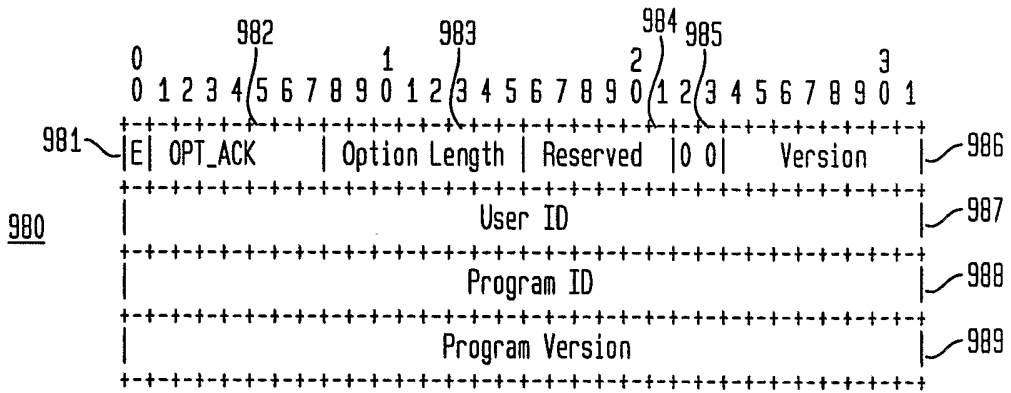 982 983 984 985
0 1 2 3
0 1 2 3 4 5 6 7 8 9 0 1 2 3 4 5 6 7 8 9 0 1 2 3 4 5 6 7 8 9 0 1
+-+-+-+-+-+-+-+-+-+-+-+-+-+-+-+-+-+-+-+-+-+-+-+-+-+-+-+-+-+-+-+-+
981 |E| OPT_ACK | Option Length | Reserved |0 0| Version | 986
+-+-+-+-+-+-+-+-+-+-+-+-+-+-+-+-+-+-+-+-+-+-+-+-+-+-+-+-+-+-+-+-+
980 | User ID | 987
+-+-+-+-+-+-+-+-+-+-+-+-+-+-+-+-+-+-+-+-+-+-+-+-+-+-+-+-+-+-+-+-+
| Program ID | 988
+-+-+-+-+-+-+-+-+-+-+-+-+-+-+-+-+-+-+-+-+-+-+-+-+-+-+-+-+-+-+-+-+
| Program Version | 989
+-+-+-+-+-+-+-+-+-+-+-+-+-+-+-+-+-+-+-+-+-+-+-+-+-+-+-+-+-+-+-+-+